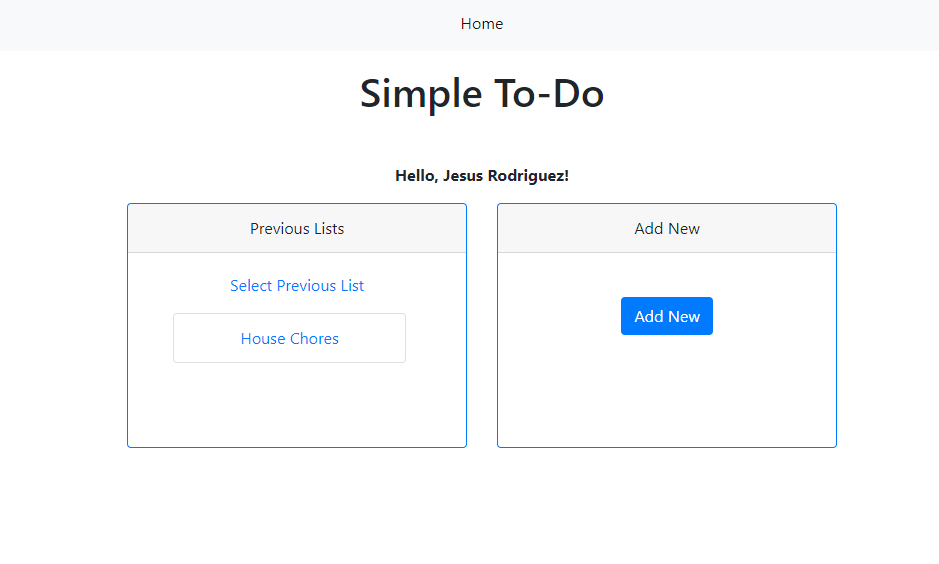 Home
Simple To-Do
Hello, Jesus Rodriguez!
Previous Lists
Select Previous List
House Chores
Add New
Add New